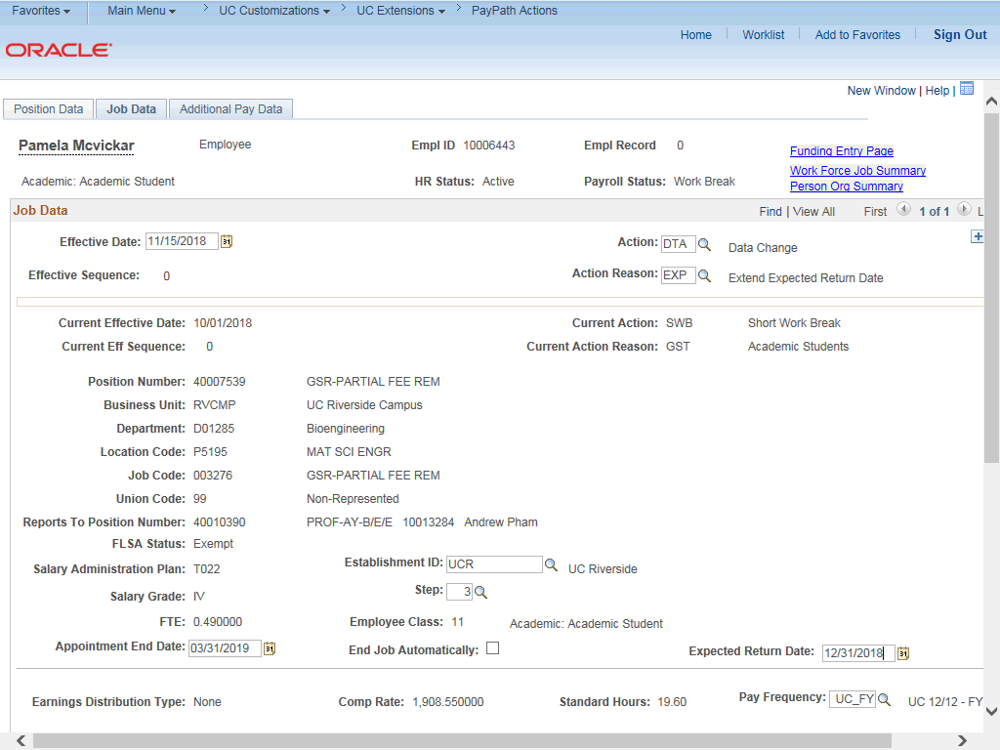 Favorites Main Menu > UC Customizations > UC Extensions > PayPath Actions
Home | Worklist | Add to Favorites | Sign Out
ORACLE
New Window | Help |
Position Data Job Data Additional Pay Data
Pamela Mcvickar Employee Empl ID 10006443 Empl Record 0
Funding Entry Page
Work Force Job Summary
Academic: Academic Student HR Status: Active Payroll Status: Work Break
Person Org Summary
Job Data Find | View All First 1 of 1 L
Effective Date: 11/15/2018 31 Action: DTA Data Change
Effective Sequence: 0 Action Reason: EXP Extend Expected Return Date
Current Effective Date: 10/01/2018 Current Action: SWB Short Work Break
Current Eff Sequence: 0 Current Action Reason: GST Academic Students
Position Number: 40007539 GSR-PARTIAL FEE REM
Business Unit: RVCMP UC Riverside Campus
Department: D01285 Bioengineering
Location Code: P5195 MAT SCI ENGR
Job Code: 003276 GSR-PARTIAL FEE REM
Union Code: 99 Non-Represented
Reports To Position Number: 40010390 PROF-AY-B/E/E 10013284 Andrew Pham
FLSA Status: Exempt
Salary Administration Plan: T022 Establishment ID: UCR UC Riverside
Salary Grade: IV Step: 3
FTE: 0.490000 Employee Class: 11 Academic: Academic Student
Appointment End Date: 03/31/2019 31 End Job Automatically: Expected Return Date: 12/31/2018 31
Earnings Distribution Type: None Comp Rate: 1,908.550000 Standard Hours: 19.60 Pay Frequency: UC_FY UC 12/12 - FY